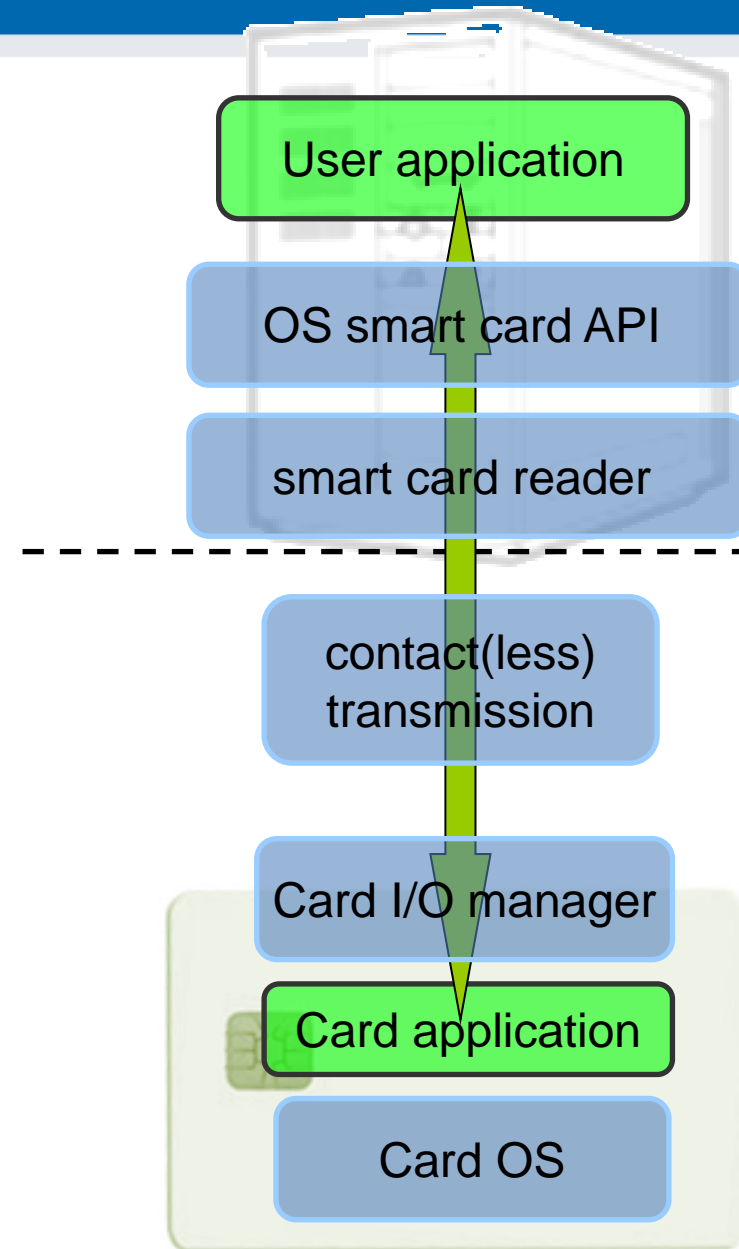 User application
OS smart card API
smart card reader
contact(less)
transmission
Card I/O manager
Card application
Card OS